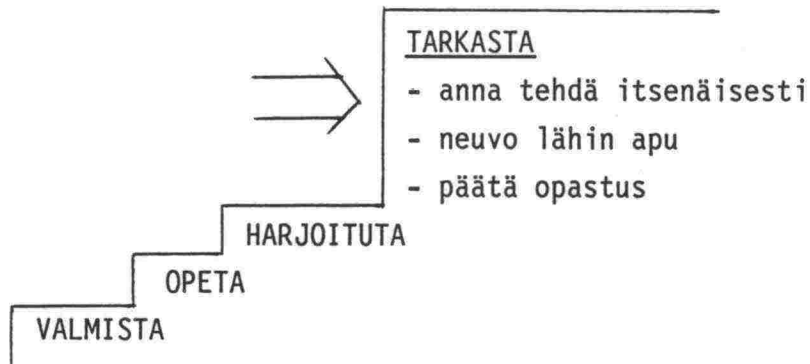 TARKASTA
- anna tehdä itsenäisesti
- neuvo lähin apu
- päätä opastus
HARJOITUTA
OPETA
VALMISTA